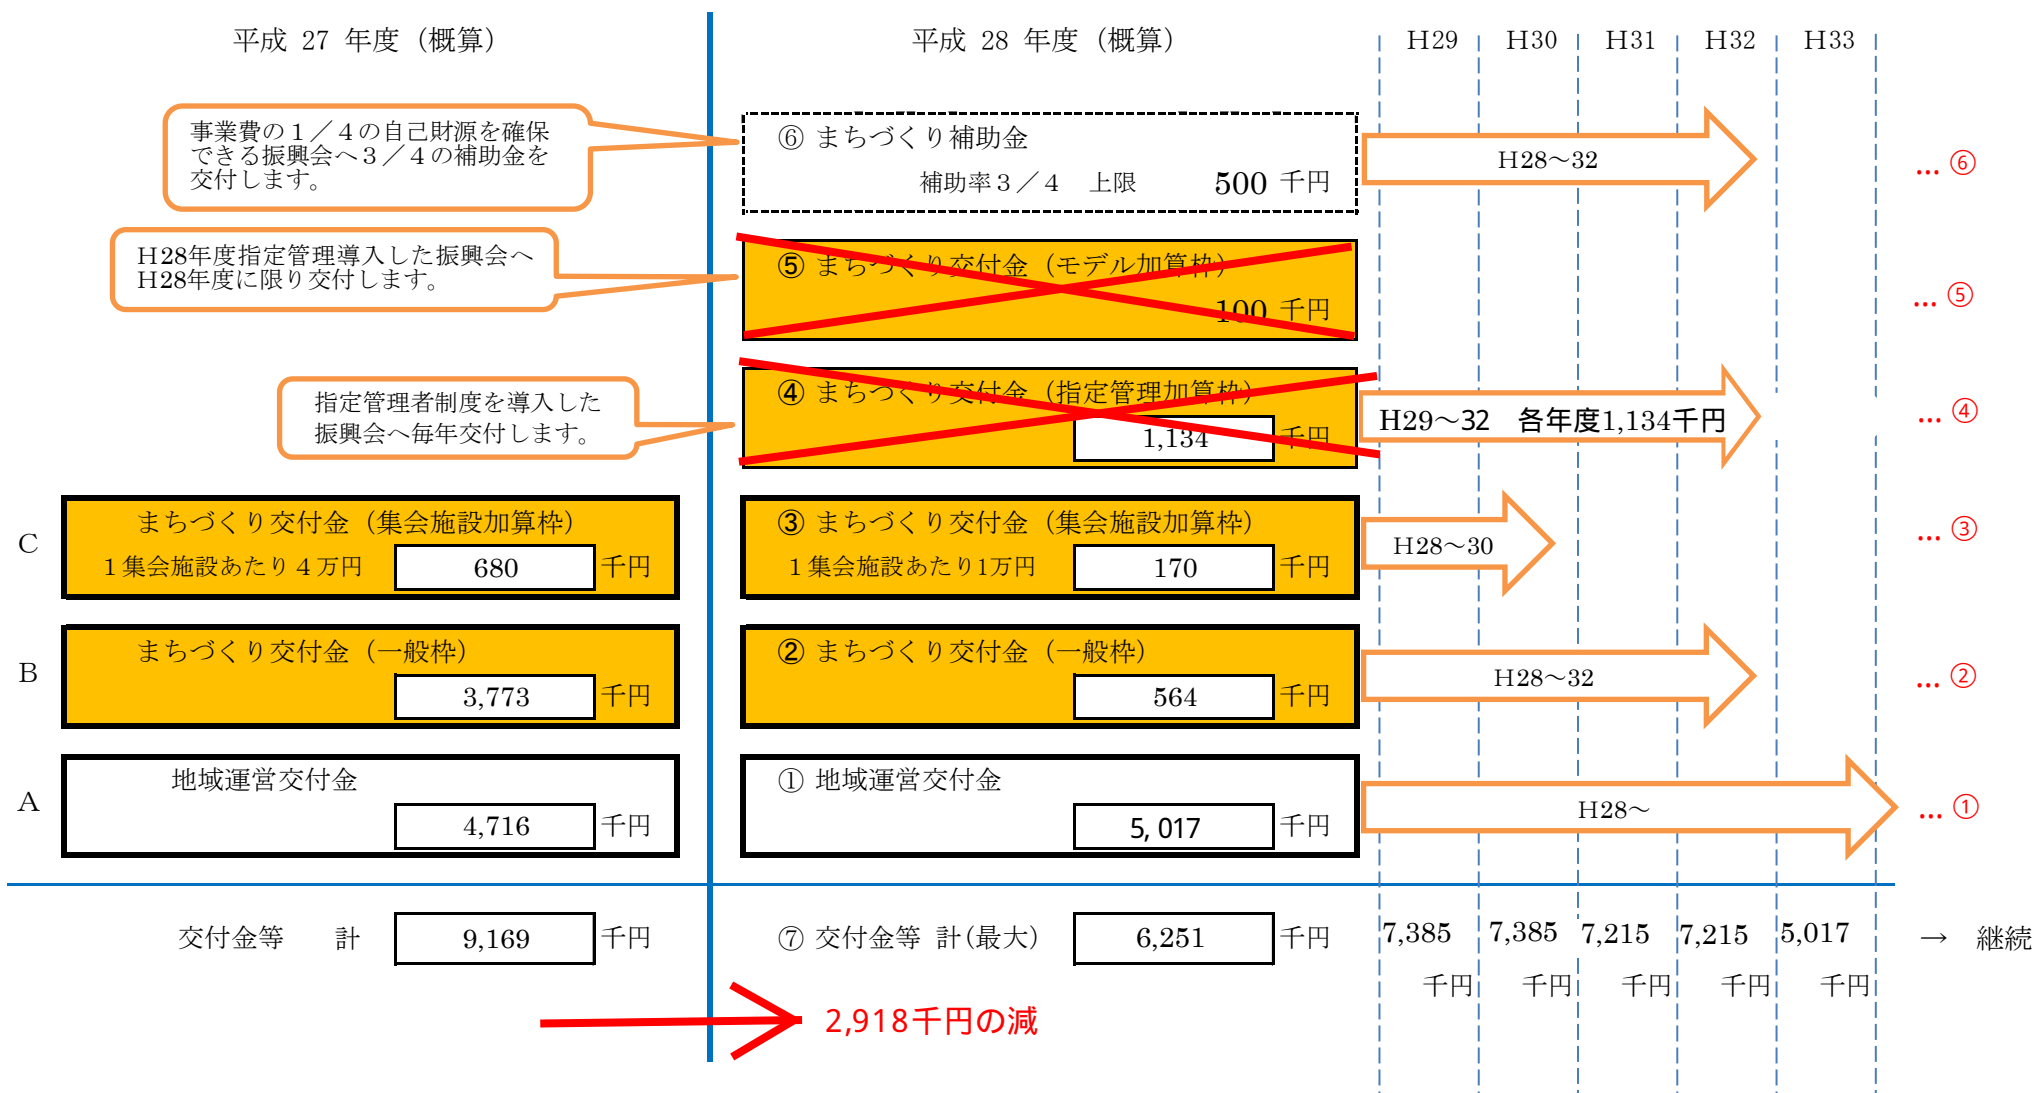 平成 27 年度（概算）
平成 28 年度（概算）
H29 H30 H31 H32 H33
事業費の１／４の自己財源を確保
できる振興会へ３／４の補助金を
交付します。
⑥ まちづくり補助金
補助率３／４　上限 500 千円
H28～32
… ⑥
H28年度指定管理導入した振興会へ
H28年度に限り交付します。
⑤ まちづくり交付金（モデル加算枠）
100 千円
… ⑤
指定管理者制度を導入した
振興会へ毎年交付します。
④ まちづくり交付金（指定管理加算枠）
1,134 千円
H29～32　各年度1,134千円
… ④
C
まちづくり交付金（集会施設加算枠）
１集会施設あたり４万円 680 千円
③ まちづくり交付金（集会施設加算枠）
１集会施設あたり1万円 170 千円
H28～30
… ③
B
まちづくり交付金（一般枠）
3,773 千円
② まちづくり交付金（一般枠）
564 千円
H28～32
… ②
A
地域運営交付金
4,716 千円
① 地域運営交付金
5,017 千円
H28～
… ①
交付金等　計 9,169 千円
⑦ 交付金等 計(最大) 6,251 千円
7,385 7,385 7,215 7,215 5,017 → 継続
千円 千円 千円 千円 千円
2,918千円の減